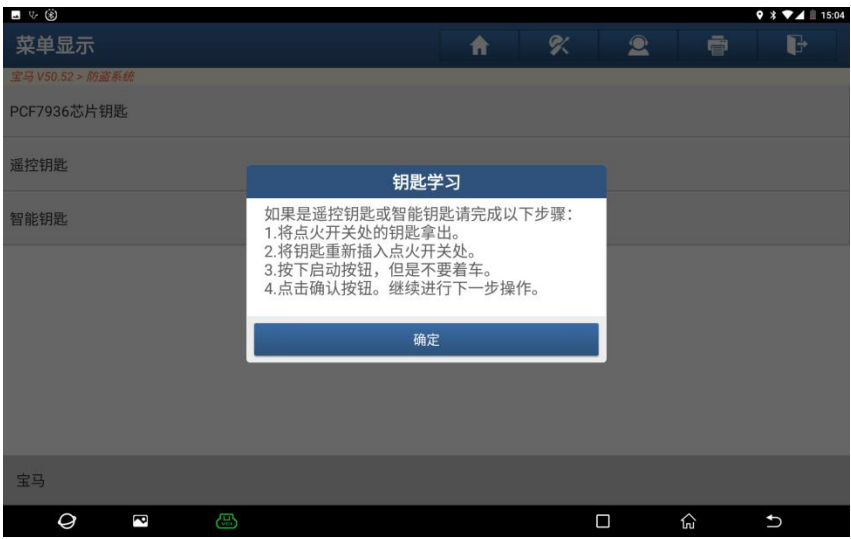 15:04
菜单显示
宝马 V50.52 > 防盗系统
PCF7936芯片钥匙
遥控钥匙
智能钥匙
钥匙学习
如果是遥控钥匙或智能钥匙请完成以下步骤：
1.将点火开关处的钥匙拿出。
2.将钥匙重新插入点火开关处。
3.按下启动按钮，但是不要着车。
4.点击确认按钮。继续进行下一步操作。
确定
宝马